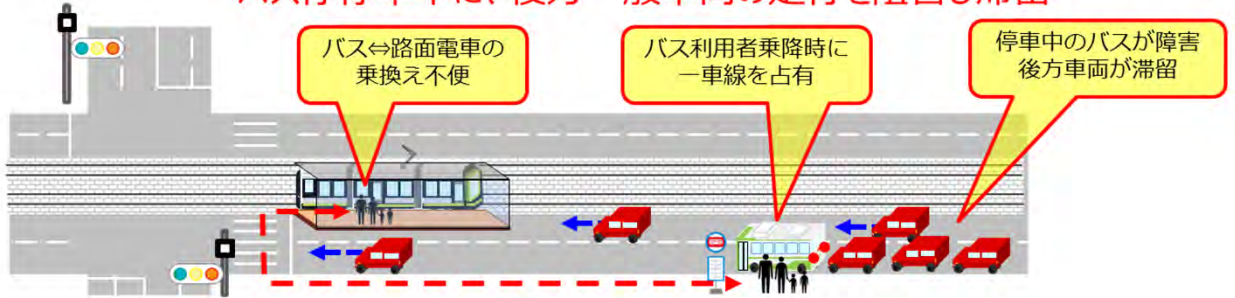 バス⇔路面電車の
乗換え不便
バス利用者乗降時に
一車線を占有
停車中のバスが障害
後方車両が滞留